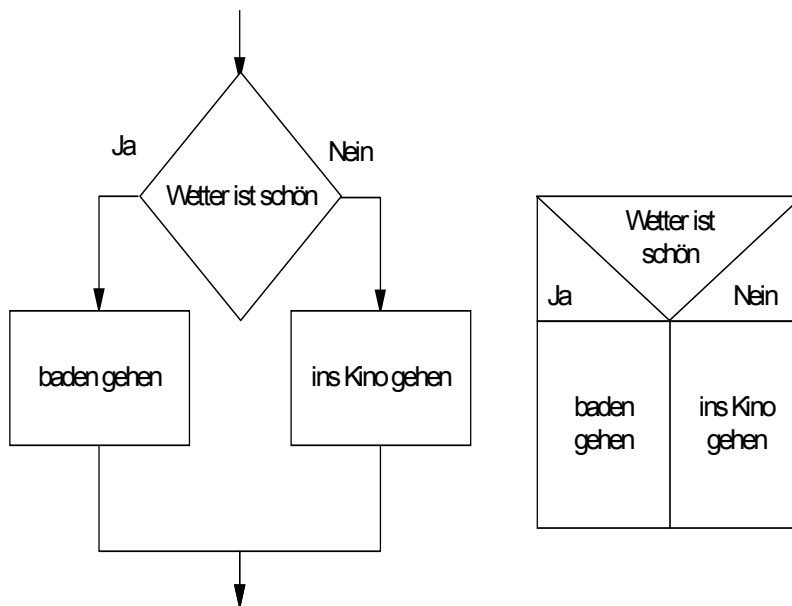 Ja
Nein
Wetter ist schön
baden gehen
ins Kino gehen
Wetter ist
schön
Ja
Nein
baden
gehen
ins Kino
gehen